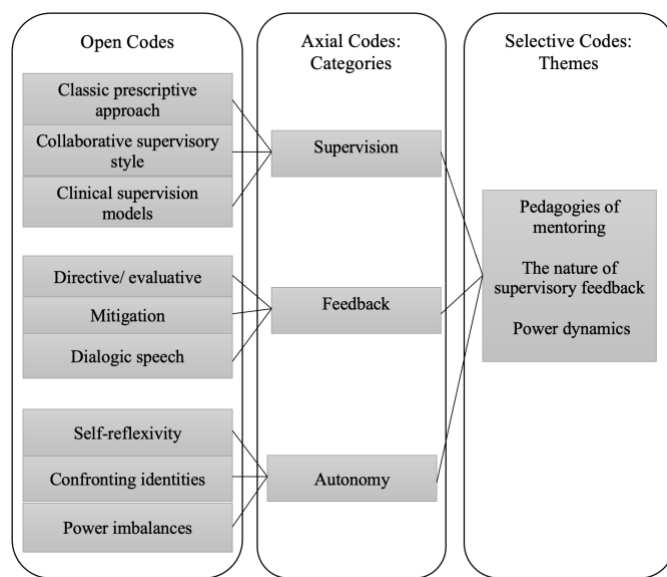 Open Codes
Classic prescriptive
approach
Collaborative supervisory
style
Clinical supervision
models
Directive/ evaluative
Mitigation
Dialogic speech
Self-reflexivity
Confronting identities
Power imbalances
Axial Codes:
Categories
Supervision
Feedback
Autonomy
Selective Codes:
Themes
Pedagogies of
mentoring
The nature of
supervisory feedback
Power dynamics